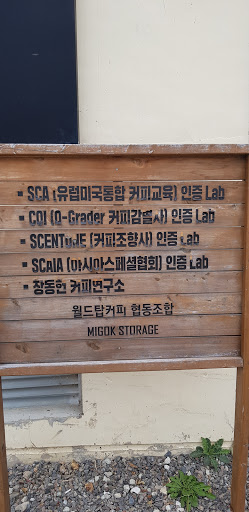 ▪ SCA (유럽미국통합 커피교육) 인증 Lab
▪ CQI (Q-Grader 커피감별사) 인증 Lab
▪ SCENTONE (커피조향사) 인증 Lab
▪ SCAIA (아시아스페셜협회) 인증 Lab
▪ 장동헌 커피연구소
월드탑커피 협동조합
MIGOK STORAGE